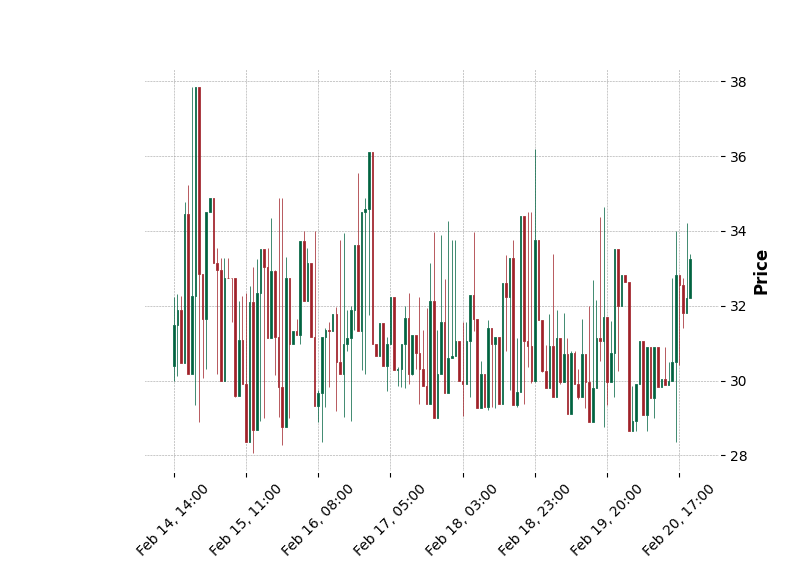 38
36
34
32
30
28
Price
Feb 14, 14:00
Feb 15, 11:00
Feb 16, 08:00
Feb 17, 05:00
Feb 18, 03:00
Feb 18, 23:00
Feb 19, 20:00
Feb 20, 17:00